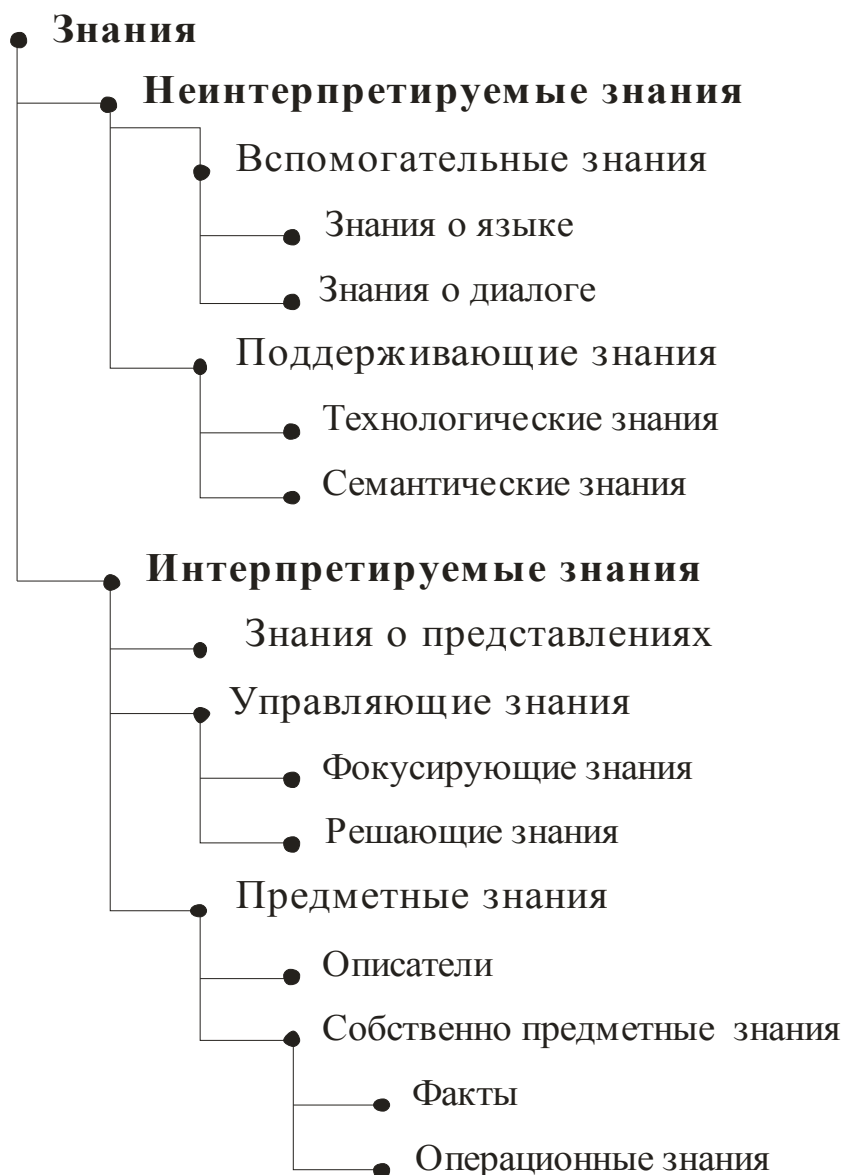 Знания
Неинтерпретируемые знания
Вспомогательные знания
Знания о языке
Знания о диалоге
Поддерживающие знания
Технологические знания
Семантические знания
Интерпретируемые знания
Знания о представлениях
Управляющие знания
Фокусирующие знания
Решающие знания
Предметные знания
Описатели
Собственно предметные знания
Факты
Операционные знания